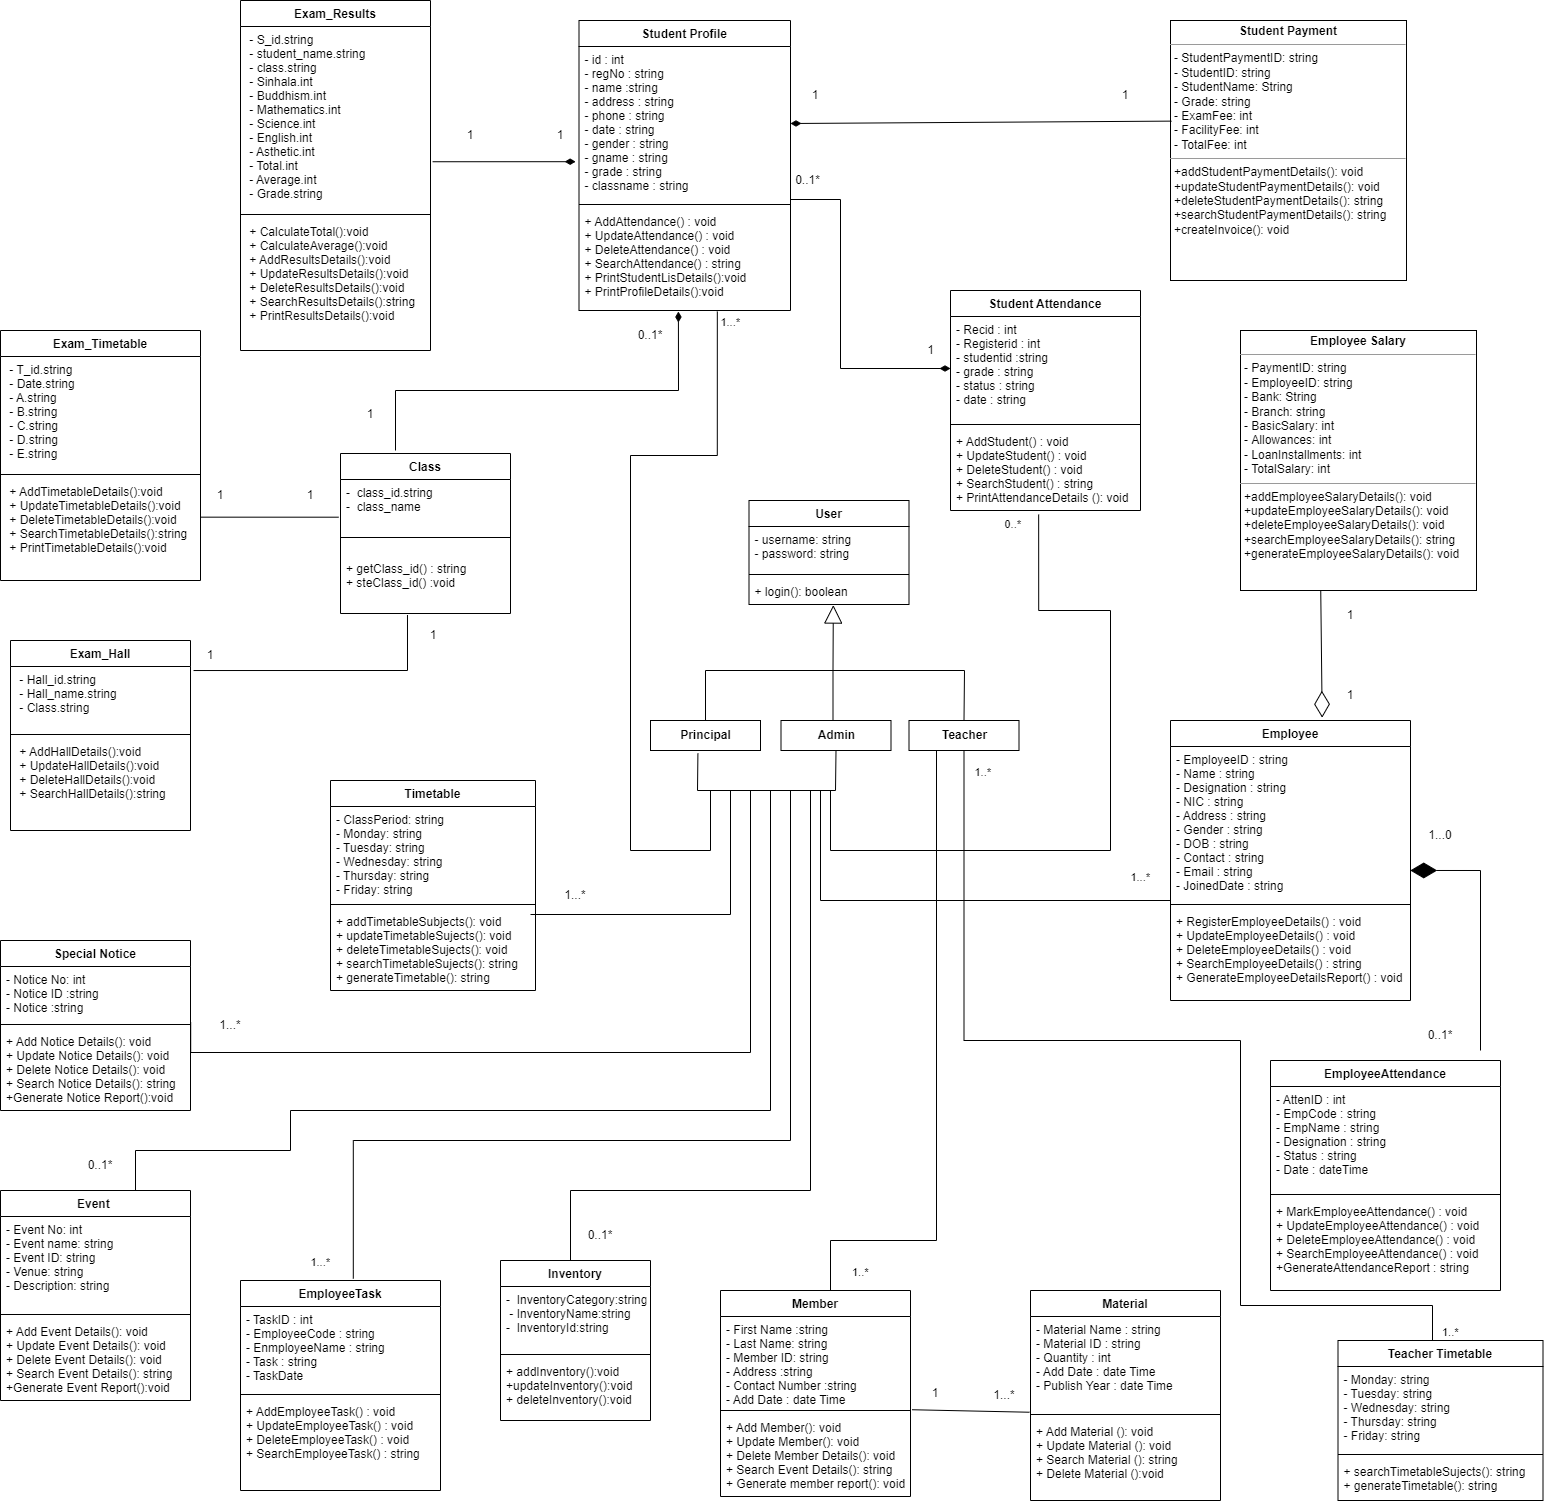 Exam_Results
- S_id.string
- student_name.string
- class.string
- Sinhala.int
- Buddhism.int
- Mathematics.int
- Science.int
- English.int
- Asthetic.int
- Total.int
- Average.int
- Grade.string
+ CalculateTotal():void
+ CalculateAverage():void
+ AddResultsDetails():void
+ UpdateResultsDetails():void
+ DeleteResultsDetails():void
+ SearchResultsDetails():string
+ PrintResultsDetails():void
1
1
Student Profile
- id : int
- regNo : string
- name :string
- address : string
- phone : string
- date : string
- gender : string
- gname : string
- grade : string
- classname : string
+ AddAttendance() : void
+ UpdateAttendance() : void
+ DeleteAttendance() : void
+ SearchAttendance() : string
+ PrintStudentLisDetails():void
+ PrintProfileDetails():void
1
1
0..1*
0..1*
1...*
Student Payment
- StudentPaymentID: string
- StudentID: string
- StudentName: String
- Grade: string
- ExamFee: int
- FacilityFee: int
- TotalFee: int
+addStudentPaymentDetails(): void
+updateStudentPaymentDetails(): void
+deleteStudentPaymentDetails(): string
+searchStudentPaymentDetails(): string
+createInvoice(): void
Student Attendance
- Recid : int
- Registerid : int
- studentid :string
- grade : string
- status : string
- date : string
+ AddStudent() : void
+ UpdateStudent() : void
+ DeleteStudent() : void
+ SearchStudent() : string
+ PrintAttendanceDetails () : void
1
0..*
Employee Salary
- PaymentID: string
- EmployeeID: string
- Bank: String
- Branch: string
- BasicSalary: int
- Allowances: int
- LoanInstallments: int
- TotalSalary: int
+addEmployeeSalaryDetails(): void
+updateEmployeeSalaryDetails(): void
+deleteEmployeeSalaryDetails(): void
+searchEmployeeSalaryDetails(): string
+generateEmployeeSalaryDetails(): void
1
1
Exam_Timetable
- T_id.string
- Date.string
- A.string
- B.string
- C.string
- D.string
- E.string
+ AddTimetableDetails():void
+ UpdateTimetableDetails():void
+ DeleteTimetableDetails():void
+ SearchTimetableDetails():string
+ PrintTimetableDetails():void
1
1
1
Class
- class_id.string
- class_name
+ getClass_id() : string
+ steClass_id() :void
1
1
User
- username: string
- password: string
+ login(): boolean
Exam_Hall
- Hall_id.string
- Hall_name.string
- Class.string
+ AddHallDetails():void
+ UpdateHallDetails():void
+ DeleteHallDetails():void
+ SearchHallDetails():string
Principal
Admin
Teacher
1..*
Employee
- EmployeeID : string
- Name : string
- Designation : string
- NIC : string
- Address : string
- Gender : string
- DOB : string
- Contact : string
- Email : string
- JoinedDate : string
+ RegisterEmployeeDetails() : void
+ UpdateEmployeeDetails() : void
+ DeleteEmployeeDetails() : void
+ SearchEmployeeDetails() : string
+ GenerateEmployeeDetailsReport() : void
1...*
1...0
0..1*
Timetable
- ClassPeriod: string
- Monday: string
- Tuesday: string
- Wednesday: string
- Thursday: string
- Friday: string
+ addTimetableSubjects(): void
+ updateTimetableSujects(): void
+ deleteTimetableSujects(): void
+ searchTimetableSujects(): string
+ generateTimetable(): string
1...*
Special Notice
- Notice No: int
- Notice ID :string
- Notice :string
+ Add Notice Details(): void
+ Update Notice Details(): void
+ Delete Notice Details(): void
+ Search Notice Details(): string
+Generate Notice Report():void
1...*
EmployeeAttendance
- AttenID : int
- EmpCode : string
- EmpName : string
- Designation : string
- Status : string
- Date : dateTime
+ MarkEmployeeAttendance() : void
+ UpdateEmployeeAttendance() : void
+ DeleteEmployeeAttendance() : void
+ SearchEmployeeAttendance() : void
+GenerateAttendanceReport : string
0..1*
Event
- Event No: int
- Event name: string
- Event ID: string
- Venue: string
- Description: string
+ Add Event Details(): void
+ Update Event Details(): void
+ Delete Event Details(): void
+ Search Event Details(): string
+Generate Event Report():void
1...*
EmployeeTask
- TaskID : int
- EmployeeCode : string
- EnmployeeName : string
- Task : string
- TaskDate
+ AddEmployeeTask() : void
+ UpdateEmployeeTask() : void
+ DeleteEmployeeTask() : void
+ SearchEmployeeTask() : string
0..1*
Inventory
- InventoryCategory:string
- InventoryName:string
- InventoryId:string
+ addInventory():void
+updateInventory():void
+ deleteInventory():void
1..*
Member
- First Name :string
- Last Name: string
- Member ID: string
- Address :string
- Contact Number :string
- Add Date : date Time
+ Add Member(): void
+ Update Member(): void
+ Delete Member Details(): void
+ Search Event Details(): string
+ Generate member report(): void
1
1...*
Material
- Material Name : string
- Material ID : string
- Quantity : int
- Add Date : date Time
- Publish Year : date Time
+ Add Material (): void
+ Update Material (): void
+ Search Material (): string
+ Delete Material ():void
1..*
Teacher Timetable
- Monday: string
- Tuesday: string
- Wednesday: string
- Thursday: string
- Friday: string
+ searchTimetableSujects(): string
+ generateTimetable(): string